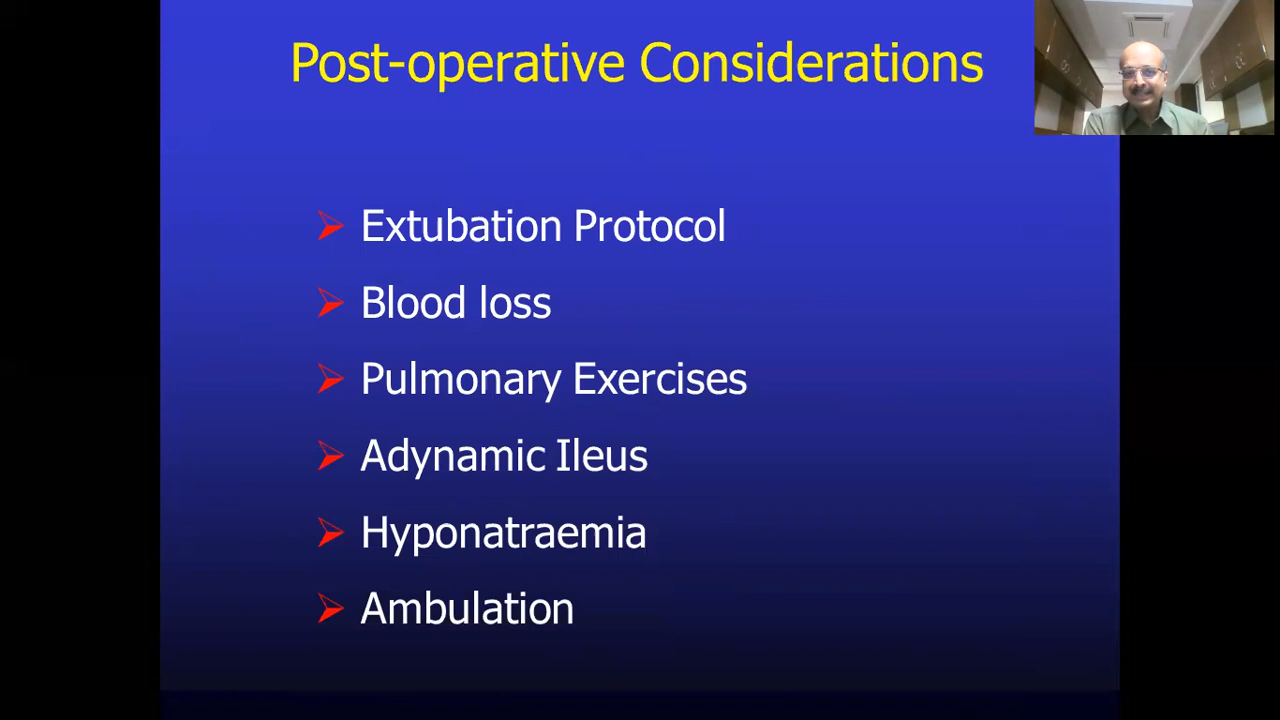 Post-operative Considerations
Extubation Protocol
Blood loss
Pulmonary Exercises
Adynamic Ileus
Hyponatraemia
Ambulation